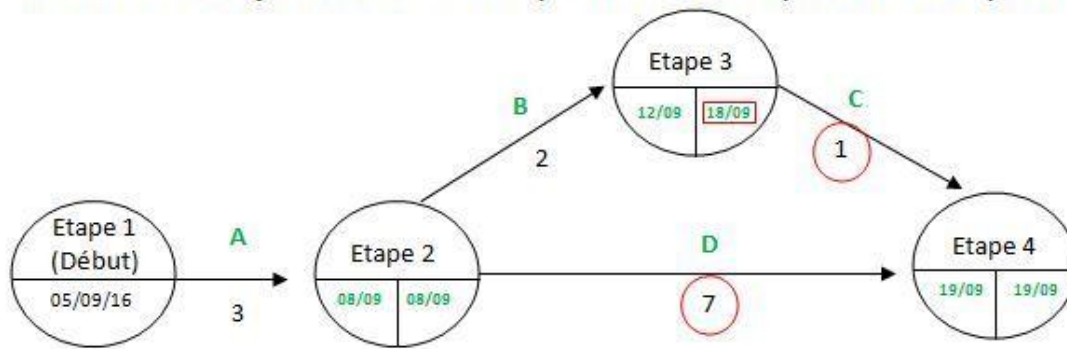 Etape 3
12/09 18/09
B
2
C
1
Etape 1
(Début)
05/09/16
A
3
Etape 2
08/09 08/09
D
7
Etape 4
19/09 19/09